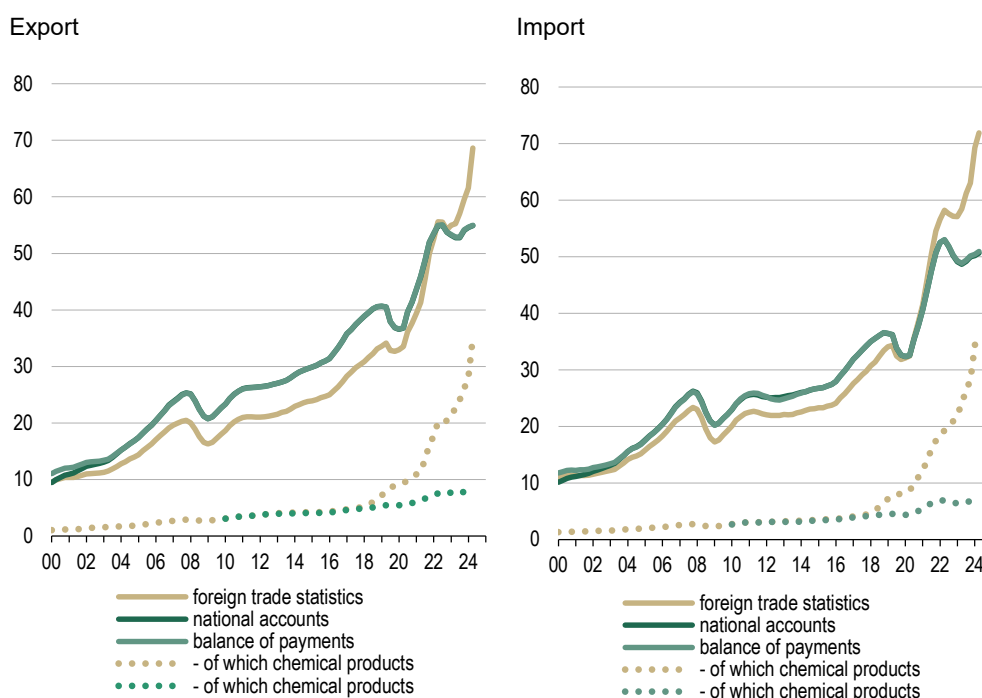 Export
80
70
60
50
40
30
20
10
0
00 02 04 06 08 10 12 14 16 18 20 22 24
foreign trade statistics
national accounts
balance of payments
- of which chemical products
- of which chemical products
Import
80
70
60
50
40
30
20
10
0
00 02 04 06 08 10 12 14 16 18 20 22 24
foreign trade statistics
national accounts
balance of payments
- of which chemical products
- of which chemical products